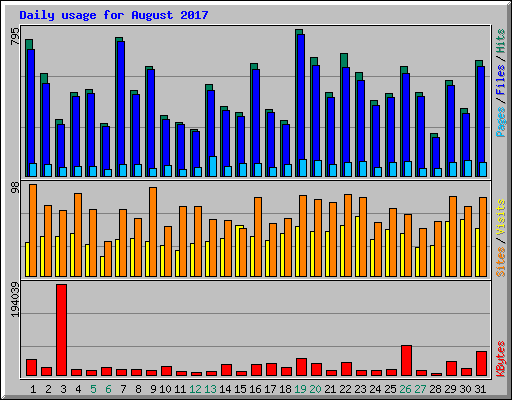 Daily usage for August 2017
795
Pages / Files / Hits
98
Sites / Visits
194039
KBytes
1 2 3 4 5 6 7 8 9 10 11 12 13 14 15 16 17 18 19 20 21 22 23 24 25 26 27 28 29 30 31